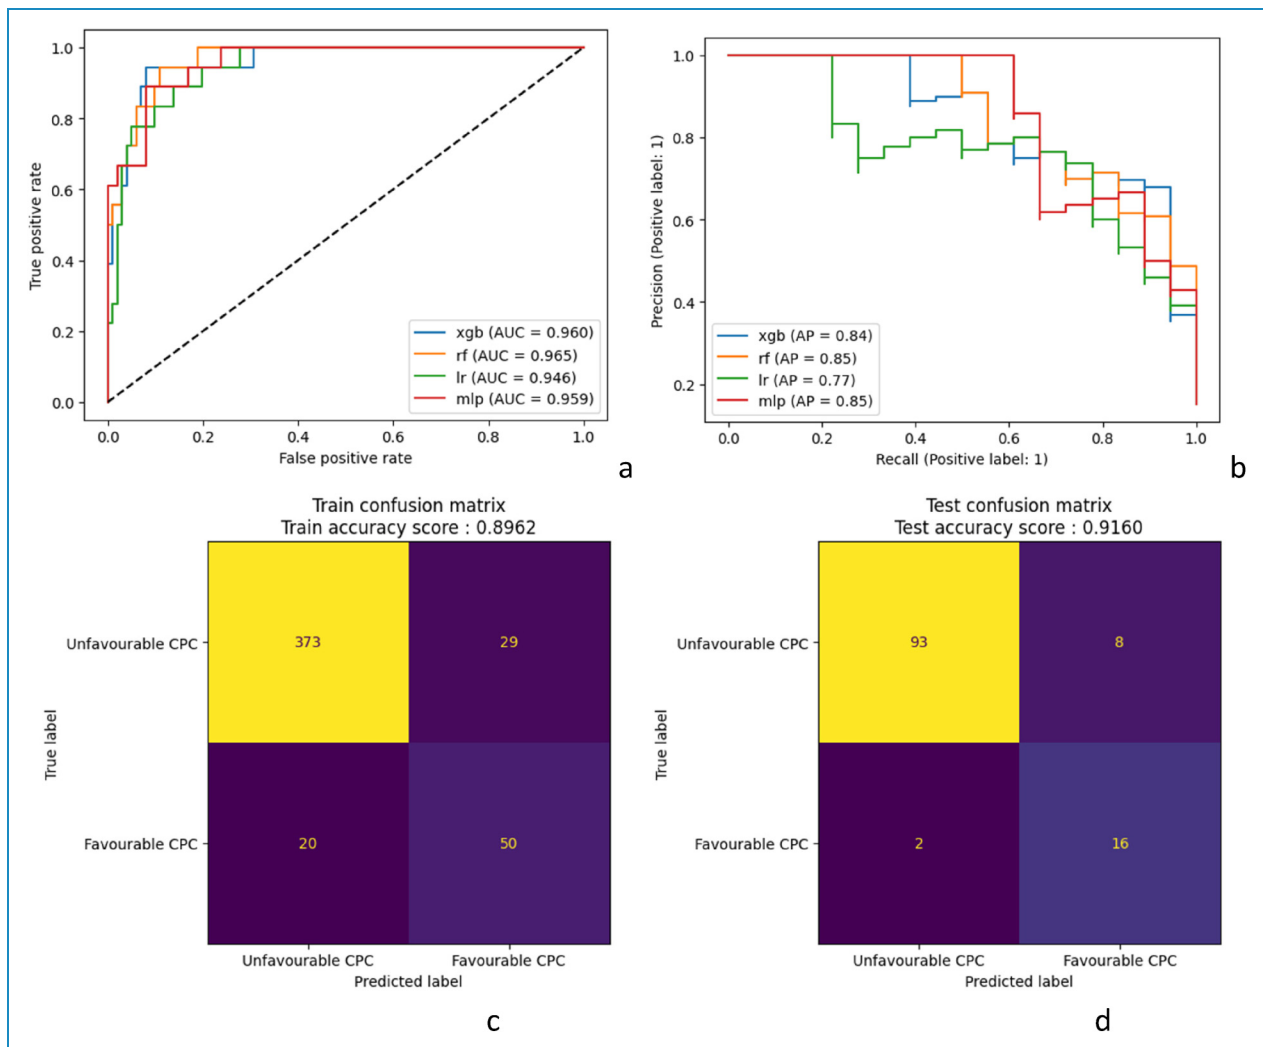 1.0
0.8
0.6
0.4
0.2
0.0
True positive rate
0.0 0.2 0.4 0.6 0.8 1.0
False positive rate
xgb (AUC = 0.960)
rf (AUC = 0.965)
lr (AUC = 0.946)
mlp (AUC = 0.959)
a
1.0
0.8
0.6
0.4
0.2
Precision (Positive label: 1)
0.0 0.2 0.4 0.6 0.8 1.0
Recall (Positive label: 1)
xgb (AP = 0.84)
rf (AP = 0.85)
lr (AP = 0.77)
mlp (AP = 0.85)
b
Train confusion matrix
Train accuracy score : 0.8962
Unfavourable CPC 373 29
True label
Favourable CPC 20 50
Unfavourable CPC Favourable CPC
Predicted label
c
Test confusion matrix
Test accuracy score : 0.9160
Unfavourable CPC 93 8
True label
Favourable CPC 2 16
Unfavourable CPC Favourable CPC
Predicted label
d